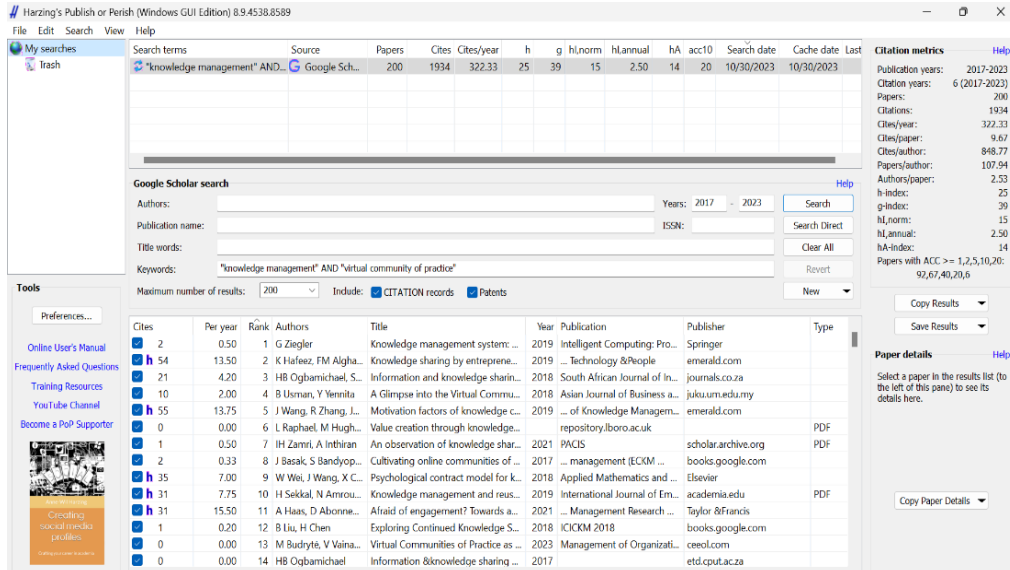 Harzing's Publish or Perish (Windows GUI Edition) 8.9.4538.8589
File Edit Search View Help
My searches
Trash
Search terms Source Papers Cites Cites/year h g hI,norm hI,annual hA acc10 Search date Cache date Last
"knowledge management" AND... Google Sch... 200 1934 322.33 25 39 15 2.50 14 20 10/30/2023 10/30/2023
Google Scholar search Help
Authors: Years: 2017 - 2023 Search
Publication name: ISSN: Search Direct
Title words: Clear All
Keywords: "knowledge management" AND "virtual community of practice" Revert
Maximum number of results: 200 Include: CITATION records Patents New
Cites Per year Rank Authors Title Year Publication Publisher Type
2 0.50 1 G Ziegler Knowledge management system: ... 2019 Intelligent Computing: Pro... Springer
h 54 13.50 2 K Hafeez, FM Algha... Knowledge sharing by entreprene... 2019 ... Technology &People emerald.com
21 4.20 3 HB Ogbamichael, S... Information and knowledge sharin... 2018 South African Journal of In... journals.co.za
10 2.00 4 B Usman, Y Yennita A Glimpse into the Virtual Commu... 2018 Asian Journal of Business a... juku.um.edu.my
h 55 13.75 5 J Wang, R Zhang, J... Motivation factors of knowledge c... 2019 ... of Knowledge Managem... emerald.com
0 0.00 6 L Raphael, M Hugh... Value creation through knowledge... repository.lboro.ac.uk PDF
1 0.50 7 IH Zamri, A Inthiran An observation of knowledge shar... 2021 PACIS scholar.archive.org PDF
2 0.33 8 J Basak, S Bandyop... Cultivating online communities of ... 2017 ... management (ECKM ... books.google.com
h 35 7.00 9 W Wei, J Wang, X C... Psychological contract model for k... 2018 Applied Mathematics and ... Elsevier
h 31 7.75 10 H Sekkal, N Amrou... Knowledge management and reus... 2019 International Journal of Em... academia.edu PDF
h 31 15.50 11 A Haas, D Abonne... Afraid of engagement? Towards a... 2021 ... Management Research ... Taylor &Francis
1 0.20 12 B Liu, H Chen Exploring Continued Knowledge S... 2018 ICICKM 2018 books.google.com
0 0.00 13 M Budrytė, V Vaina... Virtual Communities of Practice as ... 2023 Management of Organizati... ceeol.com
0 0.00 14 HB Ogbamichael Information &knowledge sharing ... 2017 etd.cput.ac.za
Tools
Preferences...
Online User's Manual
Frequently Asked Questions
Training Resources
YouTube Channel
Become a PoP Supporter
Creating
social media
profiles
Citation metrics Help
Publication years: 2017-2023
Citation years: 6 (2017-2023)
Papers: 200
Citations: 1934
Cites/year: 322.33
Cites/paper: 9.67
Cites/author: 848.77
Papers/author: 107.94
Authors/paper: 2.53
h-index: 25
g-index: 39
hI,norm: 15
hI,annual: 2.50
hA-index: 14
Papers with ACC >= 1,2,5,10,20:
92,67,40,20,6
Copy Results
Save Results
Paper details Help
Select a paper in the results list (to
the left of this pane) to see its
details here.
Copy Paper Details